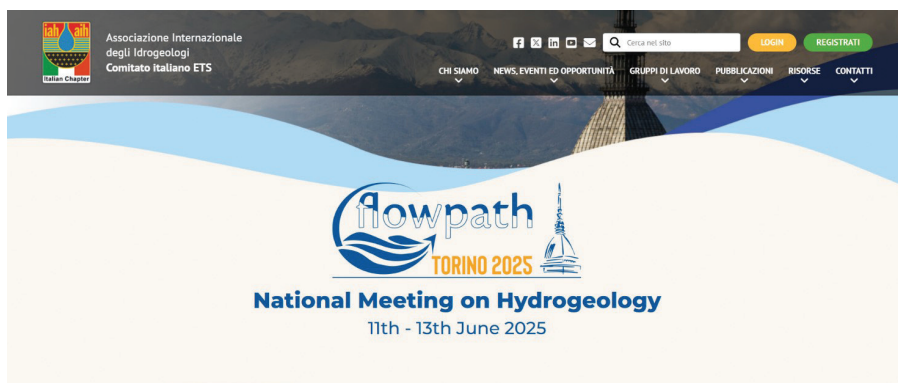 iah aih
Italian Chapter
Associazione Internazionale
degli Idrogeologi
Comitato italiano ETS
Cerca nel sito
LOGIN
REGISTRATI
CHI SIAMO
NEWS, EVENTI ED OPPORTUNITÀ
GRUPPI DI LAVORO
PUBBLICAZIONI
RISORSE
CONTATTI
flowpath
TORINO 2025
National Meeting on Hydrogeology
11th - 13th June 2025